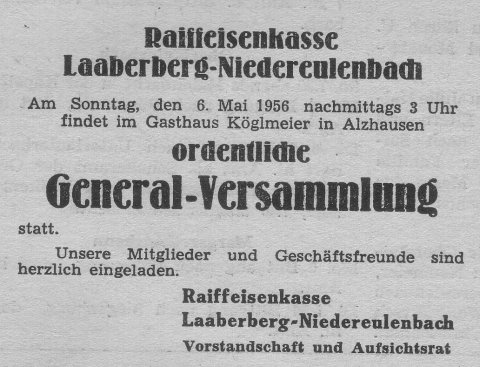 Raiffeisenkasse
Laaberberg-Niedereulenbach
Am Sonntag, den 6. Mai 1956 nachmittags 3 Uhr
findet im Gasthaus Köglmeier in Alzhausen
ordentliche
General-Versammlung
statt.
Unsere Mitglieder und Geschäftsfreunde sind
herzlich eingeladen.
Raiffeisenkasse
Laaberberg-Niedereulenbach
Vorstandschaft und Aufsichtsrat